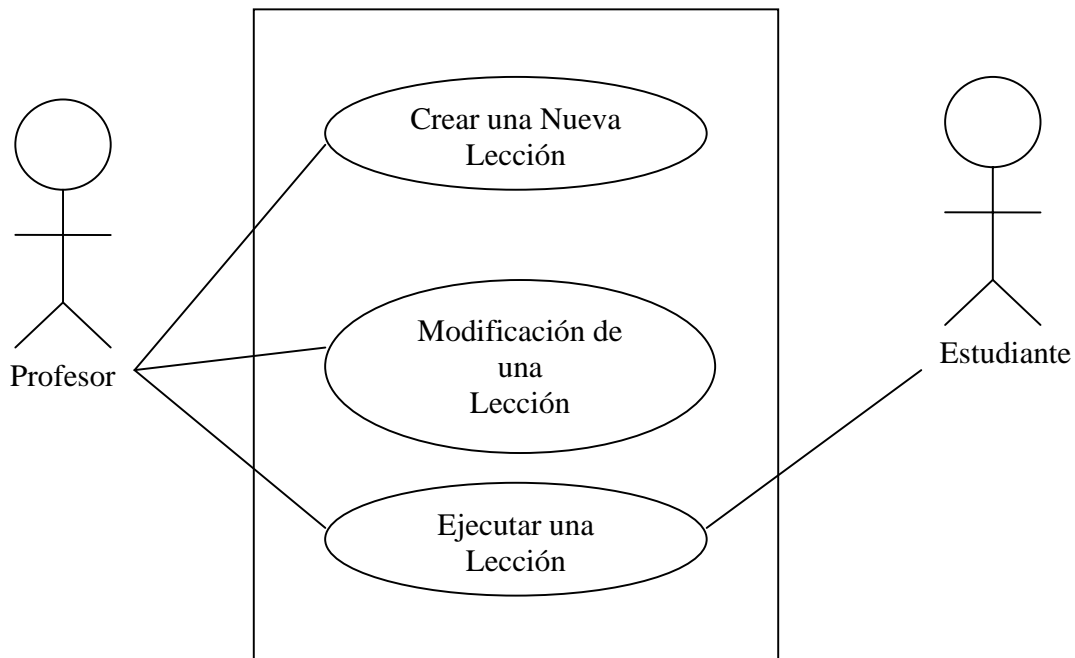 Crear una Nueva
Lección
Modificación de
una
Lección
Profesor
Estudiante
Ejecutar una
Lección